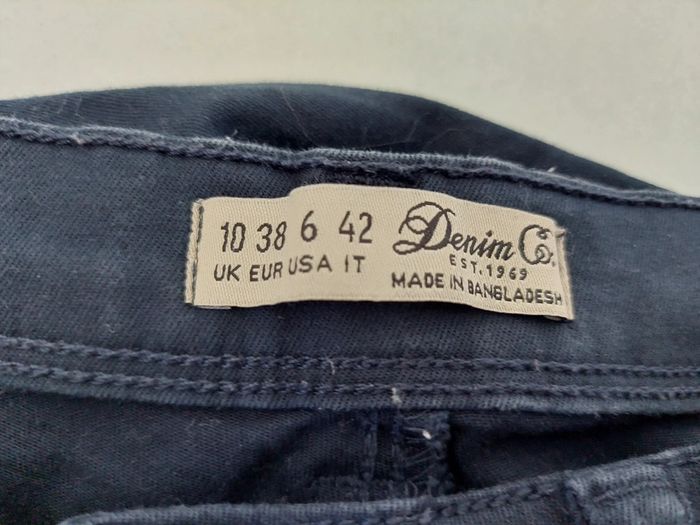 10 38 6 42
UK EUR USA IT
Denim Co.
EST. 1969
MADE IN BANGLADESH